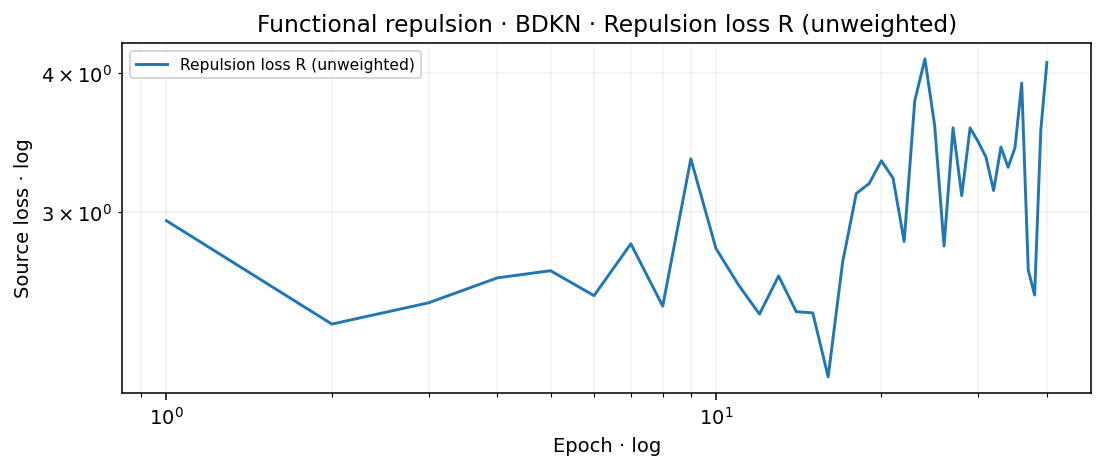 Functional repulsion · BDKN · Repulsion loss R (unweighted)
Repulsion loss R (unweighted)
4 × 10⁰
3 × 10⁰
Source loss · log
10⁰ 10¹
Epoch · log